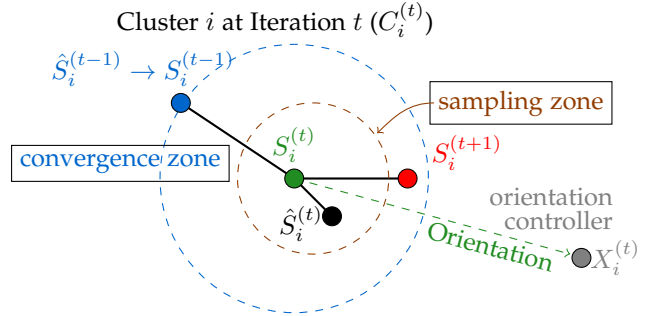 Cluster i at Iteration t (C_i^{(t)})
Ŝ_i^{(t-1)} → S_i^{(t-1)}
sampling zone
S_i^{(t)}
S_i^{(t+1)}
convergence zone
Ŝ_i^{(t)}
orientation
controller
Orientation
X_i^{(t)}